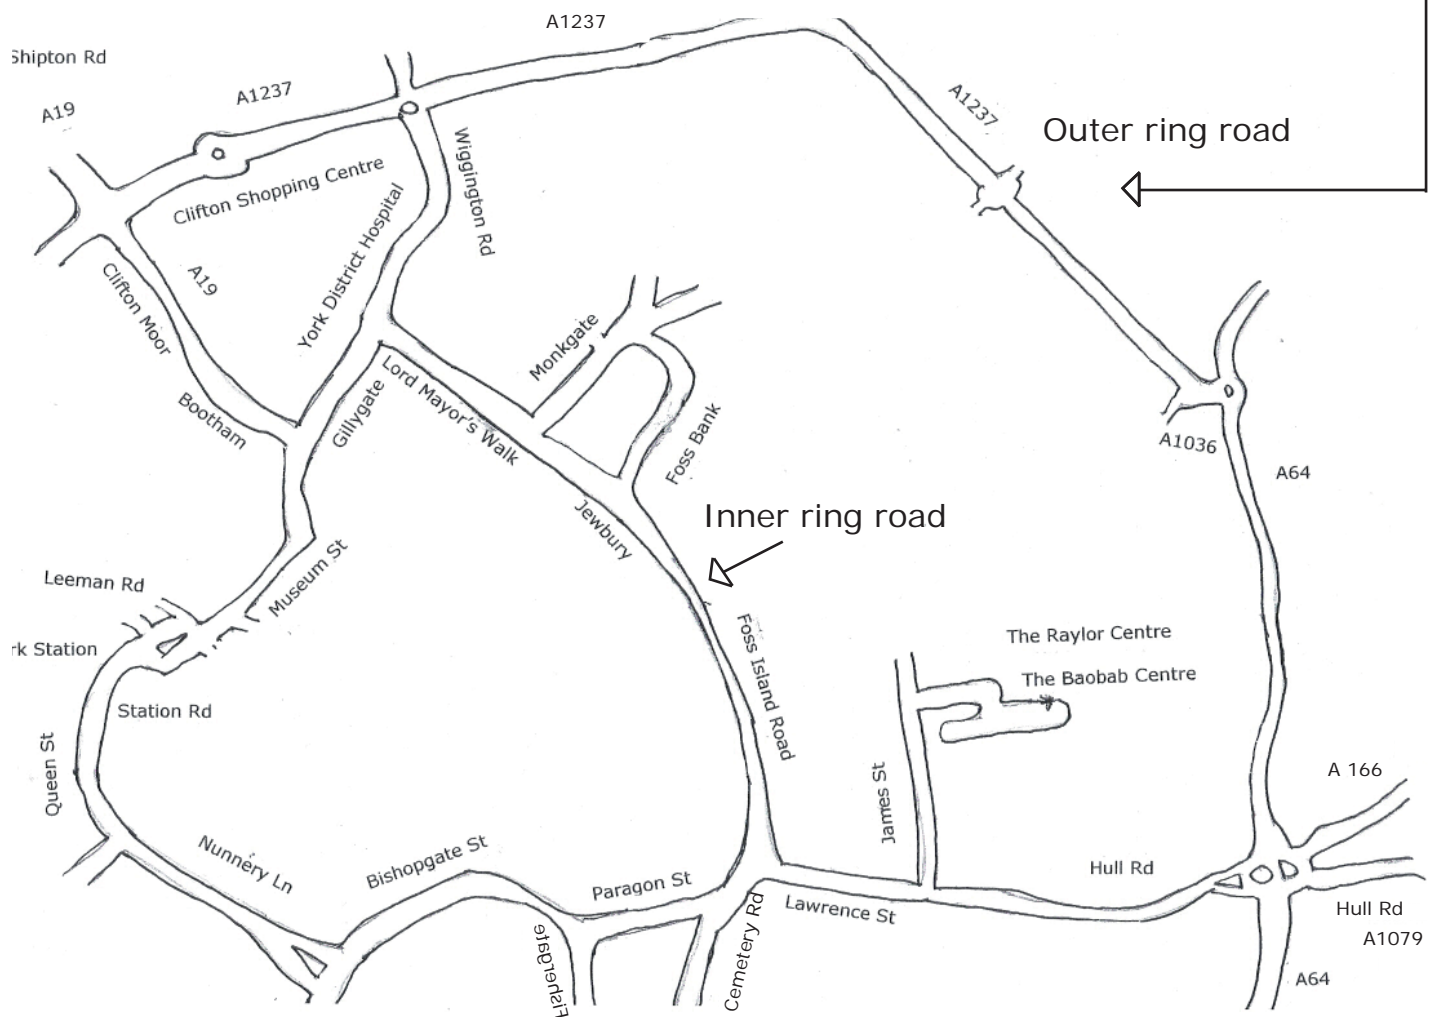 A1237
Shipton Rd
A1237
A19
A1237
Outer ring road
Wiggington Rd
Clifton Shopping Centre
York District Hospital
A19
Clifton Moor
Monkgate
Lord Mayor's Walk
Gillygate
Bootham
Foss Bank
A1036
A64
Inner ring road
Jewbury
Museum St
Leeman Rd
rk Station
Foss Island Road
The Raylor Centre
The Baobab Centre
Station Rd
Queen St
James St
A 166
Nunnery Ln
Bishopgate St
Paragon St
Hull Rd
Lawrence St
Cemetery Rd
Fishergate
Hull Rd
A1079
A64